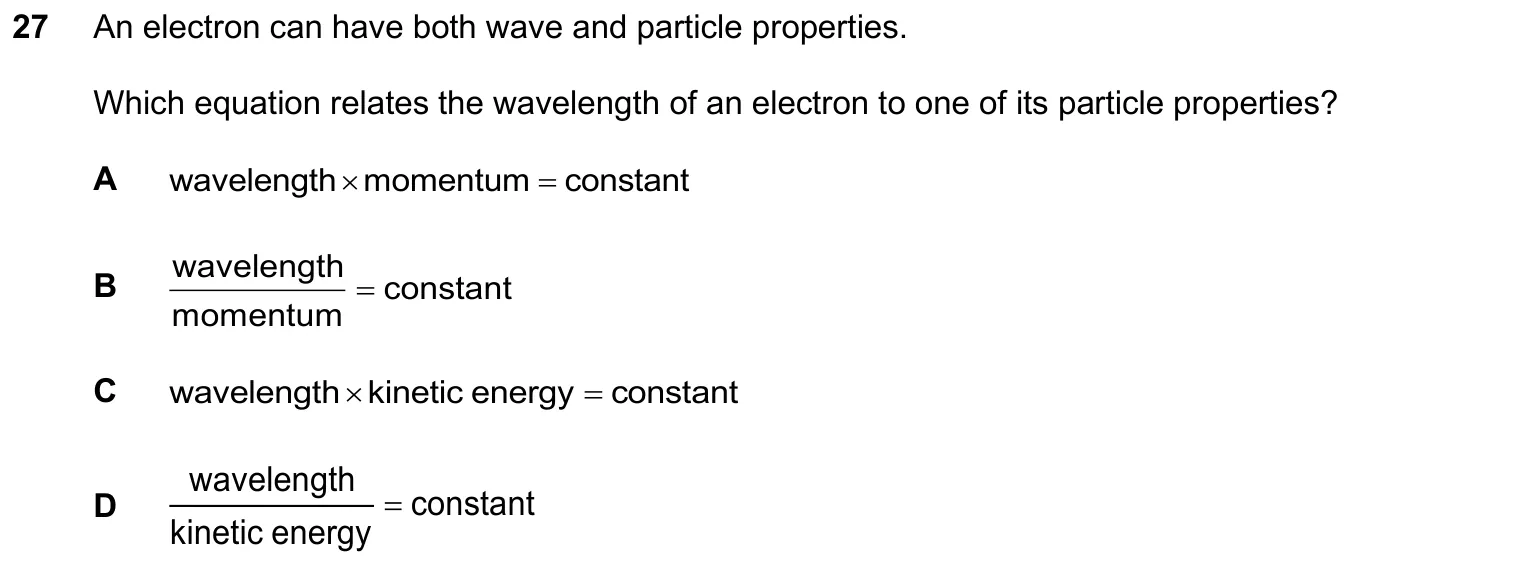 27 An electron can have both wave and particle properties.
Which equation relates the wavelength of an electron to one of its particle properties?
A wavelength × momentum = constant
B wavelength
momentum = constant
C wavelength × kinetic energy = constant
D wavelength
kinetic energy = constant